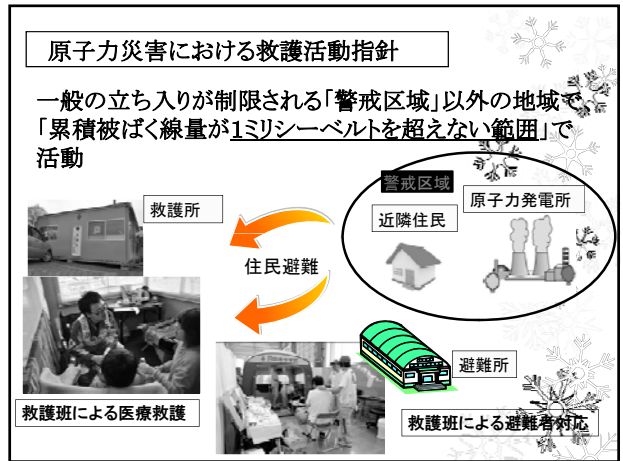 原子力災害における救護活動指針
一般の立ち入りが制限される「警戒区域」以外の地域で
「累積被ばく線量が1ミリシーベルトを超えない範囲」で
活動
警戒区域
原子力発電所
近隣住民
救護所
住民避難
避難所
救護班による医療救護
救護班による避難者対応